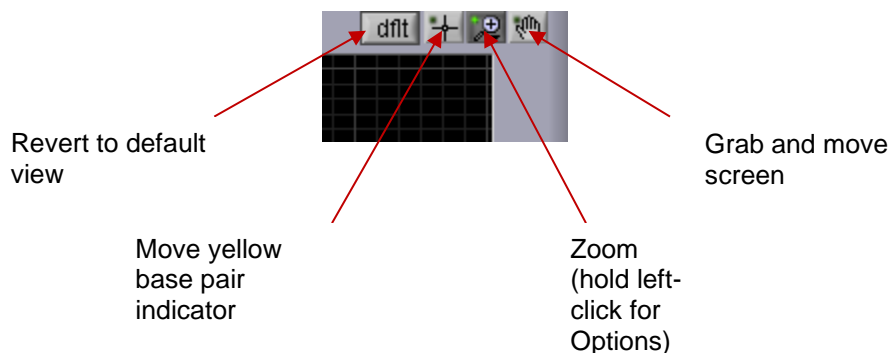 dflt
Revert to default
view
Grab and move
screen
Move yellow
base pair
indicator
Zoom
(hold left-
click for
Options)